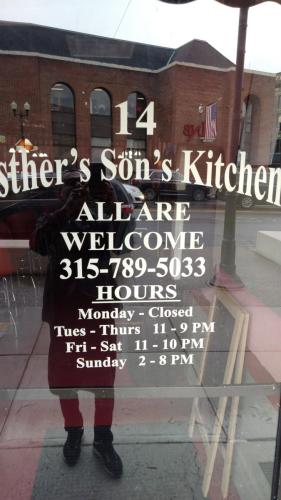 14
sther's Son's Kitchen
ALL ARE
WELCOME
315-789-5033
HOURS
Monday - Closed
Tues - Thurs 11 - 9 PM
Fri - Sat 11 - 10 PM
Sunday 2 - 8 PM